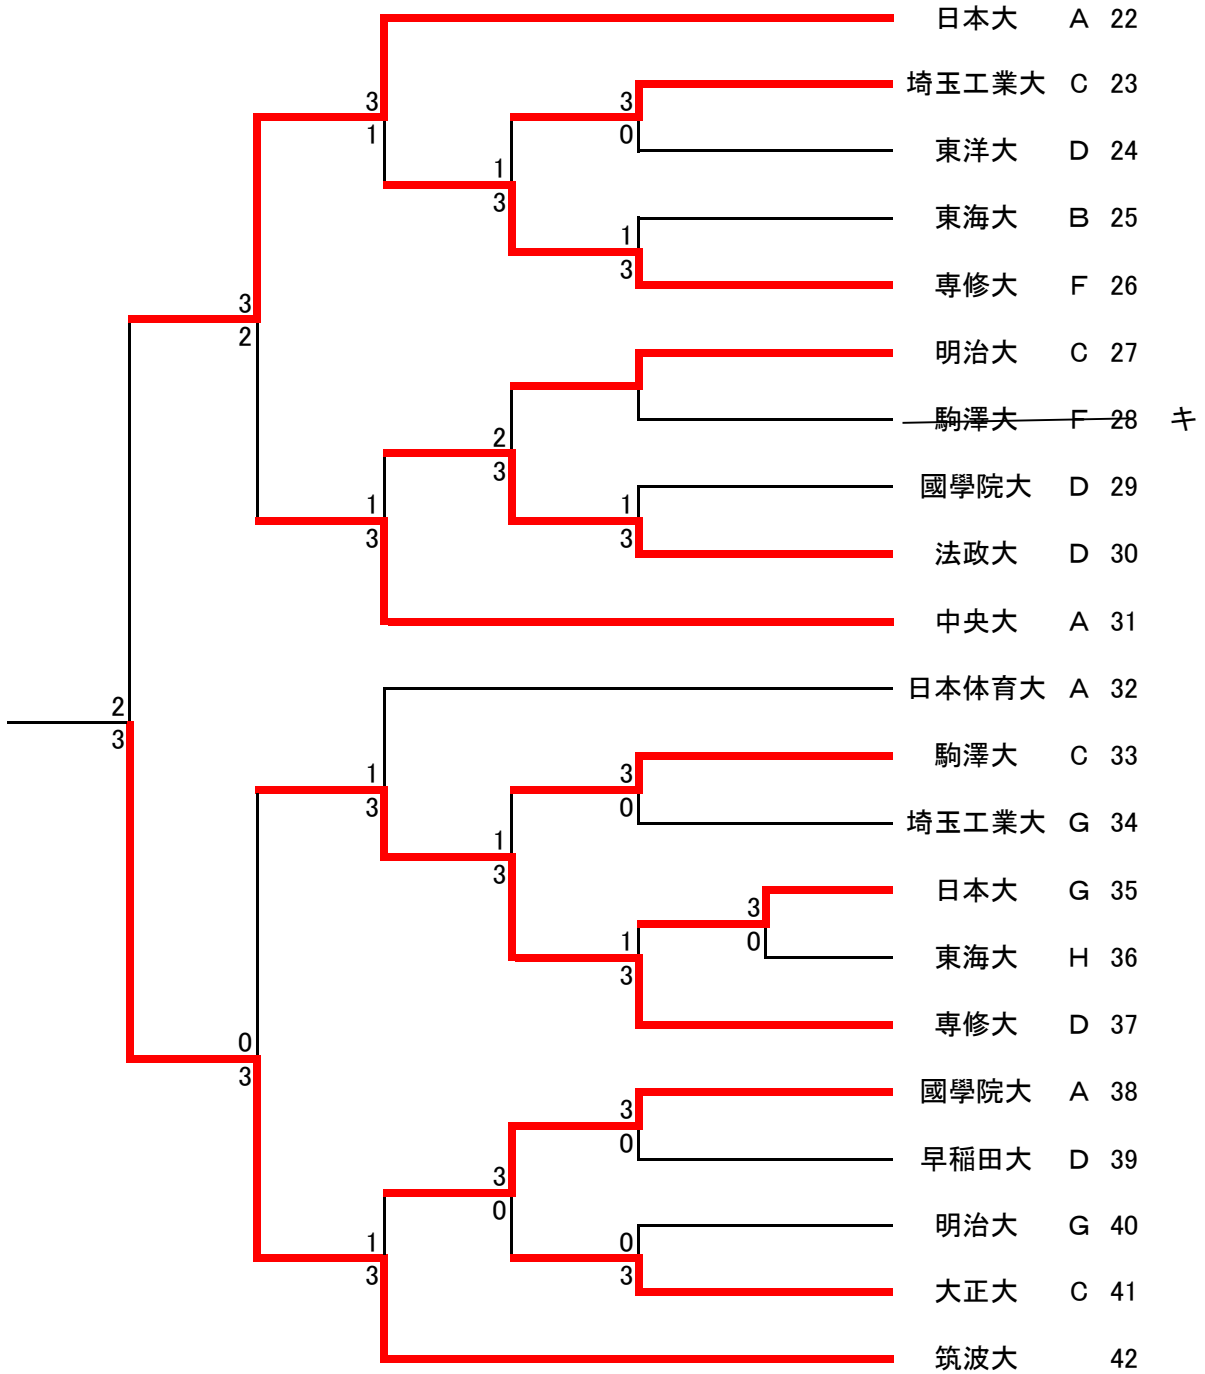 日本大 A 22
3
1
埼玉工業大 C 23
3
0
東洋大 D 24
1
3
東海大 B 25
1
3
専修大 F 26
3
2
明治大 C 27
駒澤大 F 28 キ
2
3
國學院大 D 29
1
3
法政大 D 30
1
3
中央大 A 31
日本体育大 A 32
2
3
駒澤大 C 33
1
3
3
0
埼玉工業大 G 34
1
3
日本大 G 35
3
0
東海大 H 36
1
3
専修大 D 37
0
3
國學院大 A 38
3
0
早稲田大 D 39
3
0
明治大 G 40
0
3
大正大 C 41
1
3
筑波大 42